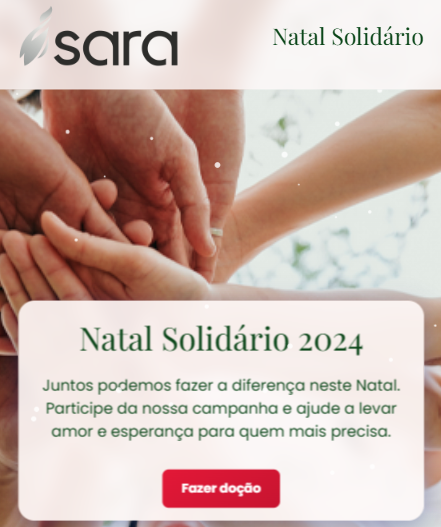 sara
Natal Solidário
Natal Solidário 2024
Juntos podemos fazer a diferença neste Natal.
Participe da nossa campanha e ajude a levar
amor e esperança para quem mais precisa.
Fazer doção